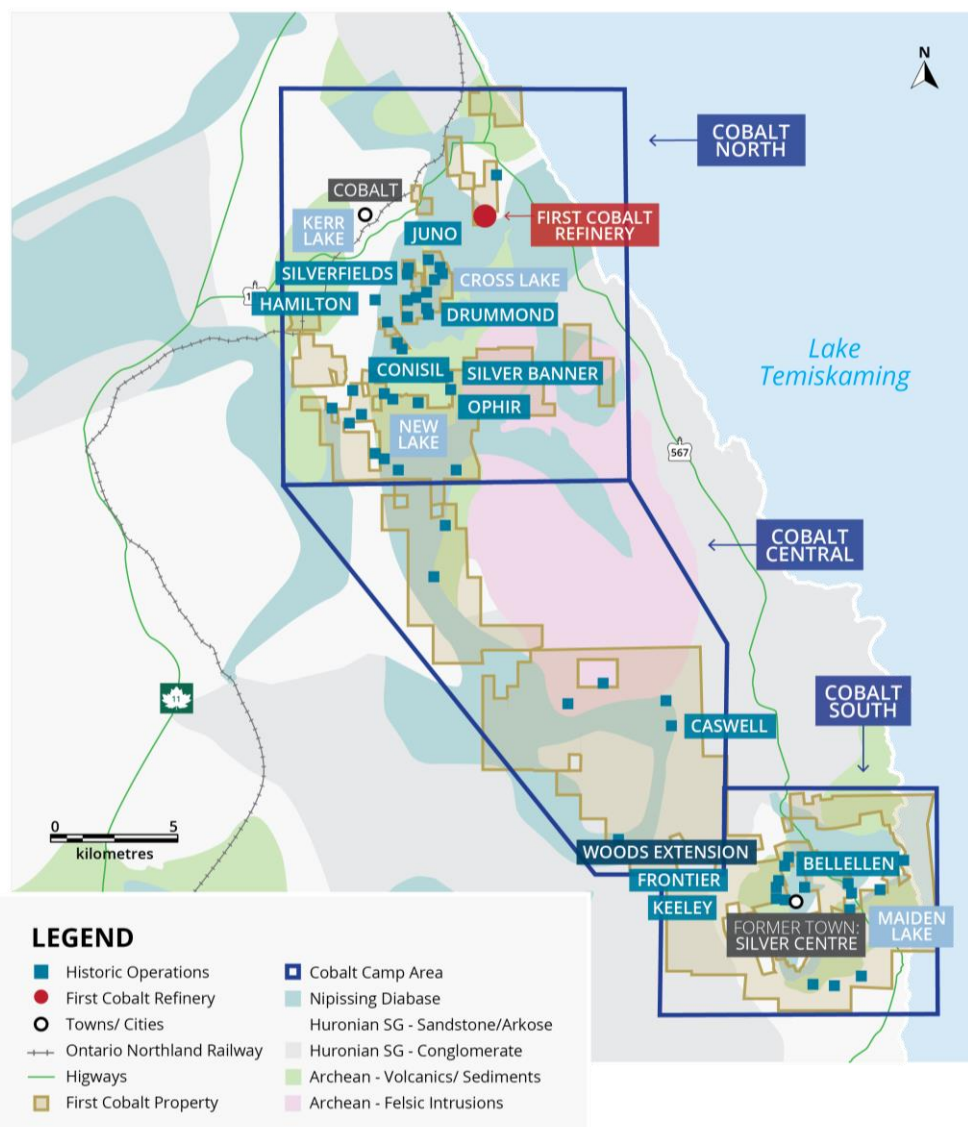 N
COBALT
NORTH
COBALT
KERR
LAKE
JUNO
FIRST COBALT
REFINERY
SILVERFIELDS
CROSS LAKE
HAMILTON
DRUMMOND
CONISIL
SILVER BANNER
OPHIR
NEW
LAKE
Lake
Temiskaming
567
COBALT
CENTRAL
11
COBALT
SOUTH
CASWELL
0 5
kilometres
WOODS EXTENSION
BELLELLEN
FRONTIER
KEELEY
FORMER TOWN:
SILVER CENTRE
MAIDEN
LAKE
LEGEND
Historic Operations
First Cobalt Refinery
Towns/ Cities
Ontario Northland Railway
Higways
First Cobalt Property
Cobalt Camp Area
Nipissing Diabase
Huronian SG - Sandstone/Arkose
Huronian SG - Conglomerate
Archean - Volcanics/ Sediments
Archean - Felsic Intrusions